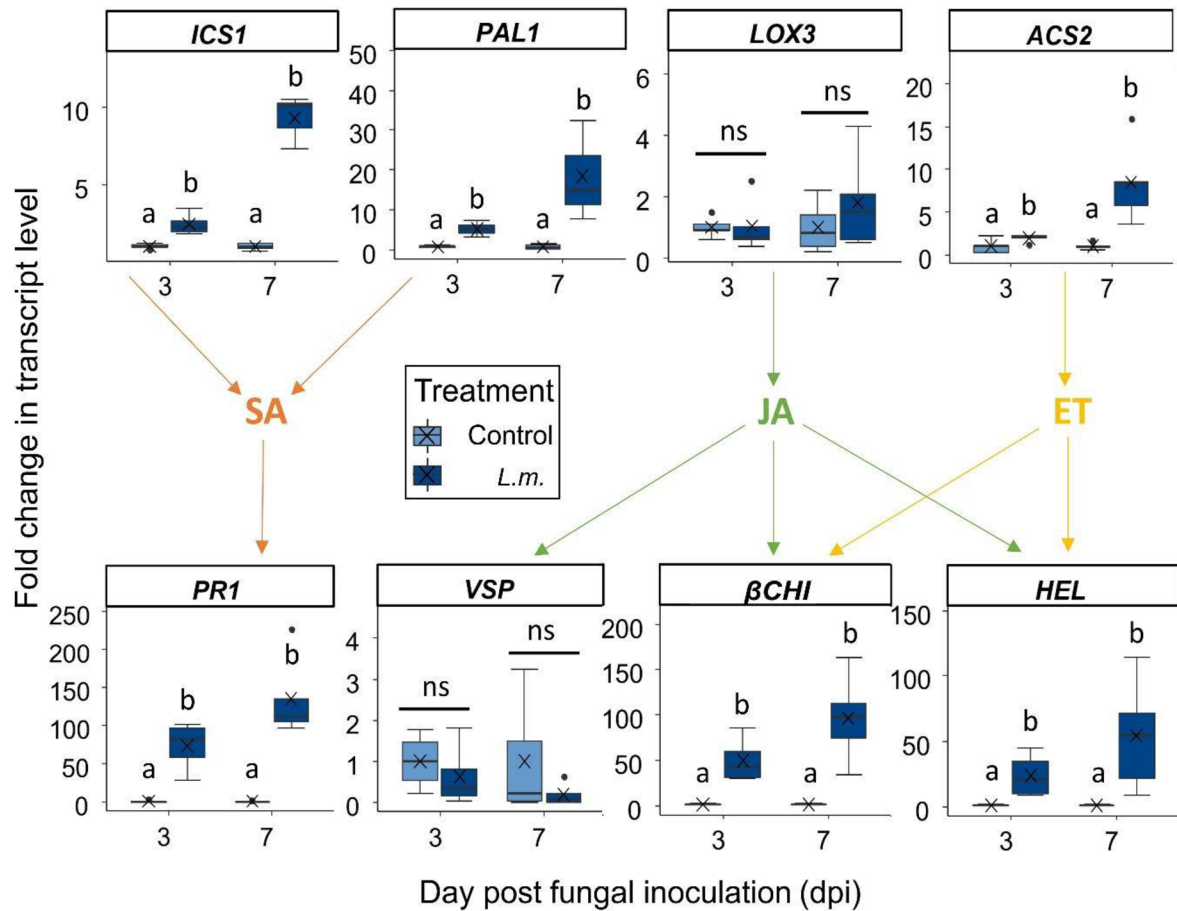 ICS1
PAL1
LOX3
ACS2
Fold change in transcript level
10
5
a
b
a
b
3
7
50
40
30
20
10
0
a
b
a
b
3
7
6
4
2
0
ns
ns
3
7
20
15
10
5
0
a
b
a
b
3
7
SA
Treatment
Control
L.m.
JA
ET
PR1
VSP
βCHI
HEL
250
200
150
100
50
0
a
b
a
b
3
7
4
3
2
1
0
ns
ns
3
7
200
150
100
50
0
a
b
a
b
3
7
150
100
50
0
a
b
a
b
3
7
Day post fungal inoculation (dpi)